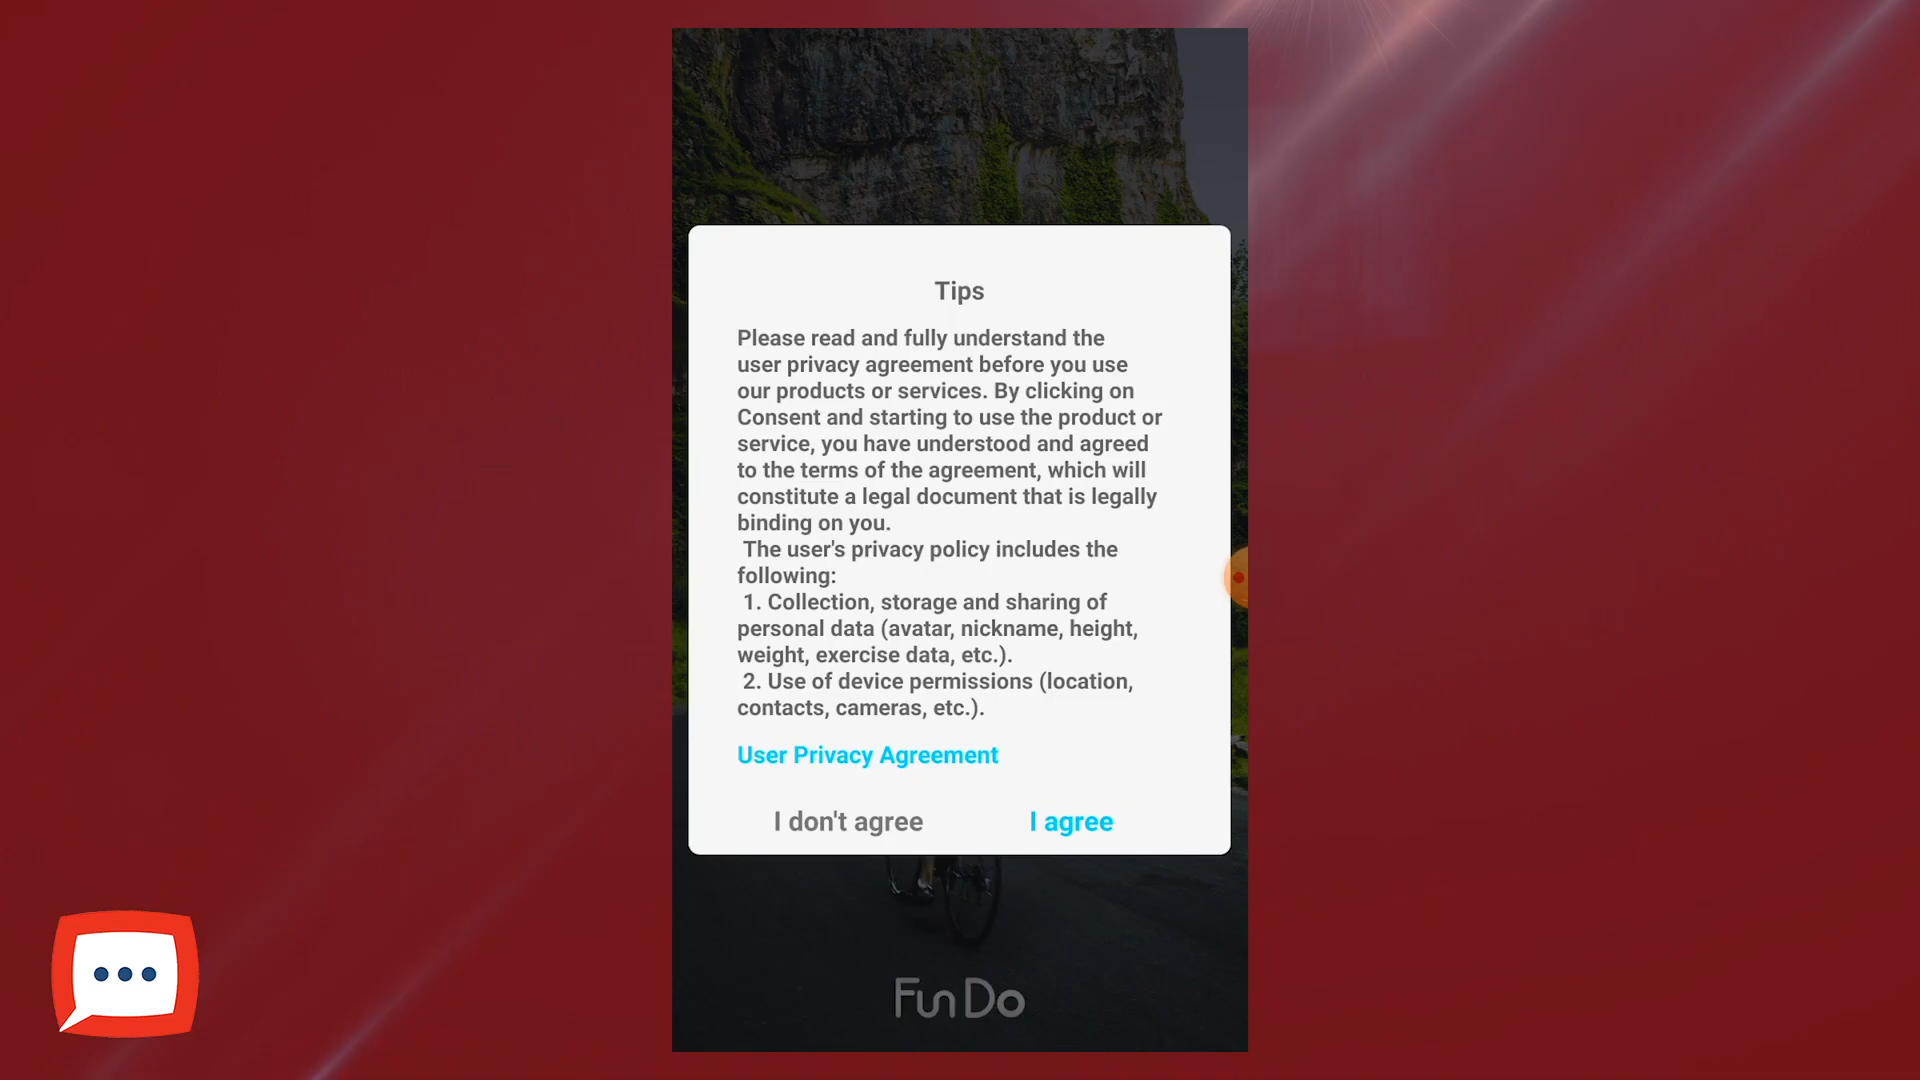 Tips
Please read and fully understand the
user privacy agreement before you use
our products or services. By clicking on
Consent and starting to use the product or
service, you have understood and agreed
to the terms of the agreement, which will
constitute a legal document that is legally
binding on you.
The user's privacy policy includes the
following:
1. Collection, storage and sharing of
personal data (avatar, nickname, height,
weight, exercise data, etc.).
2. Use of device permissions (location,
contacts, cameras, etc.).
User Privacy Agreement
I don't agree I agree
FunDo